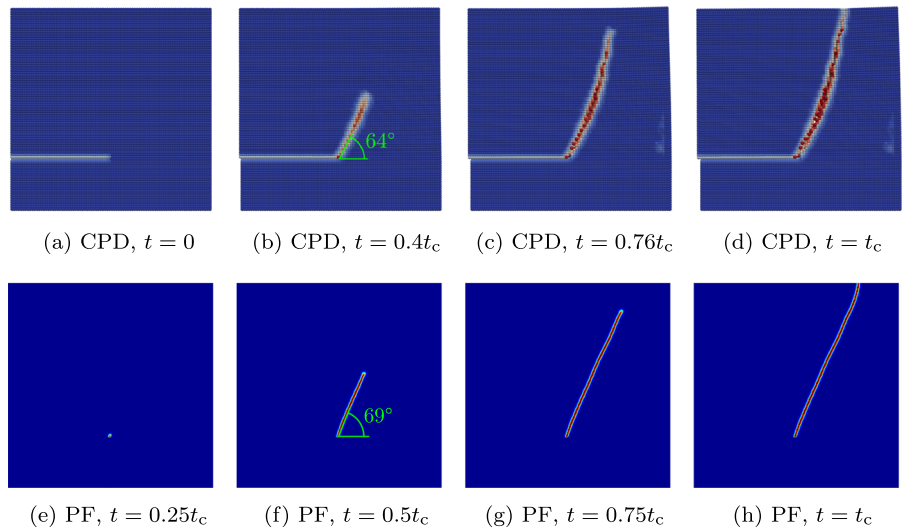 64°
(a) CPD, t = 0
(b) CPD, t = 0.4t_c
(c) CPD, t = 0.76t_c
(d) CPD, t = t_c
69°
(e) PF, t = 0.25t_c
(f) PF, t = 0.5t_c
(g) PF, t = 0.75t_c
(h) PF, t = t_c